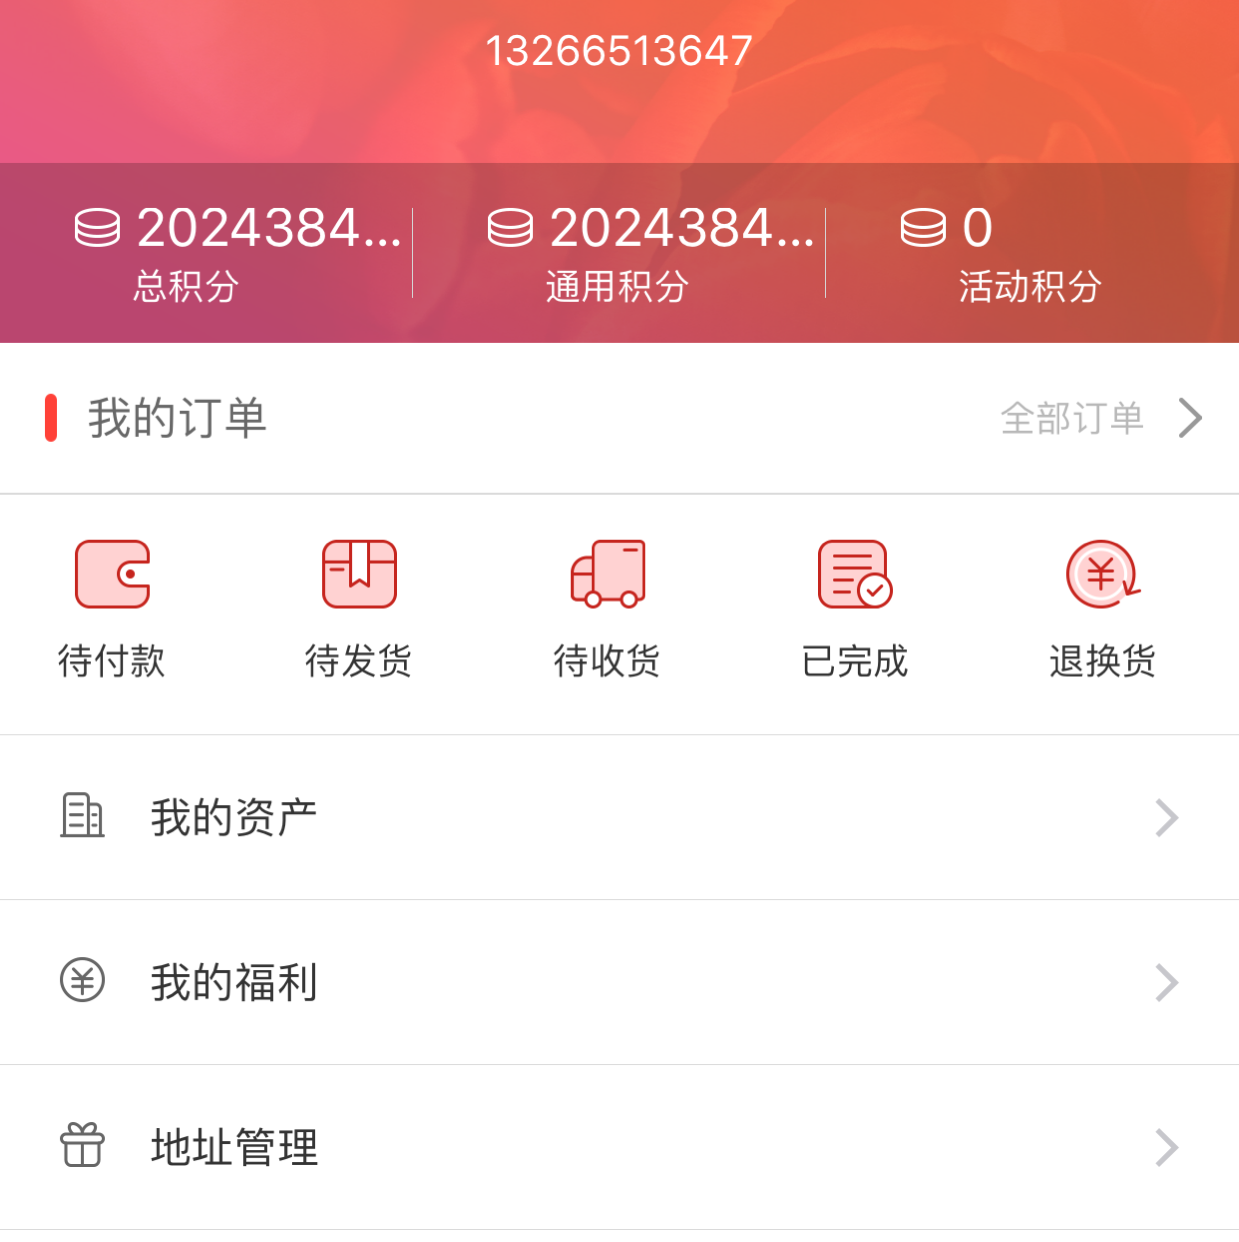 13266513647
2024384...
2024384...
0
总积分
通用积分
活动积分
我的订单
全部订单
待付款
待发货
待收货
已完成
退换货
我的资产
我的福利
地址管理